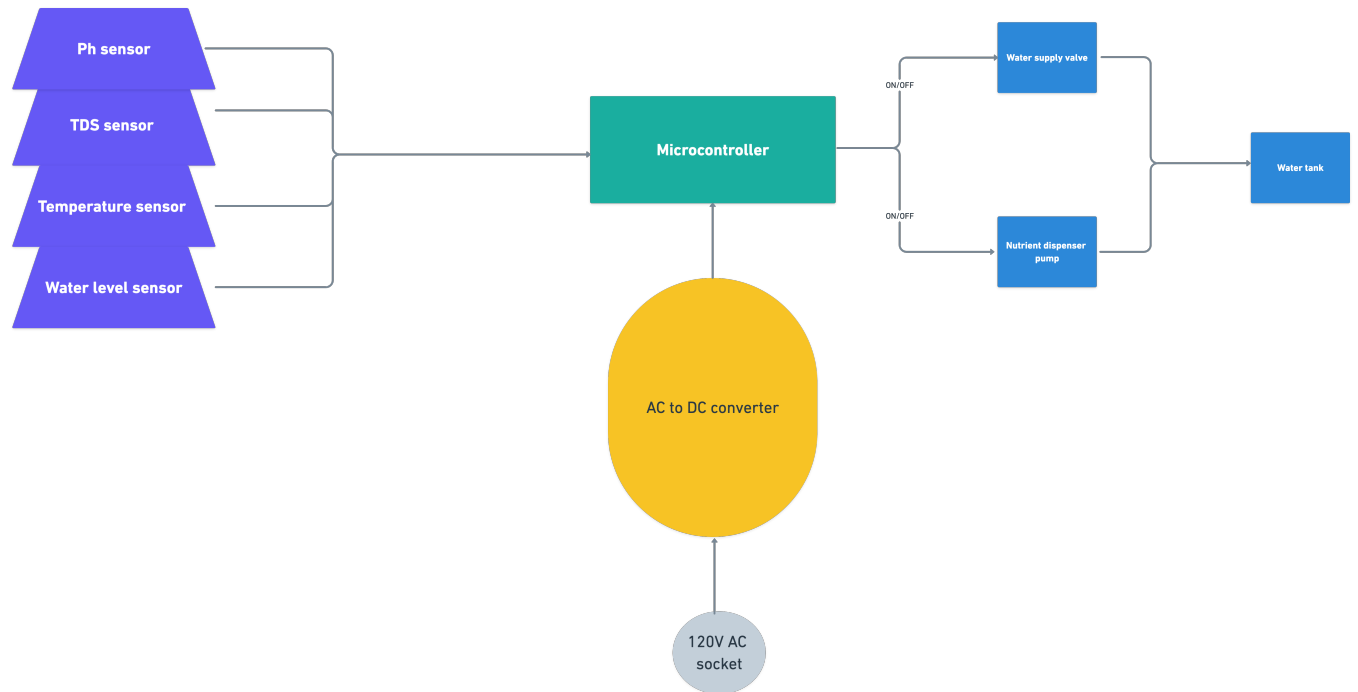 Ph sensor
TDS sensor
Temperature sensor
Water level sensor
Microcontroller
AC to DC converter
120V AC
socket
ON/OFF
ON/OFF
Water supply valve
Nutrient dispenser
pump
Water tank